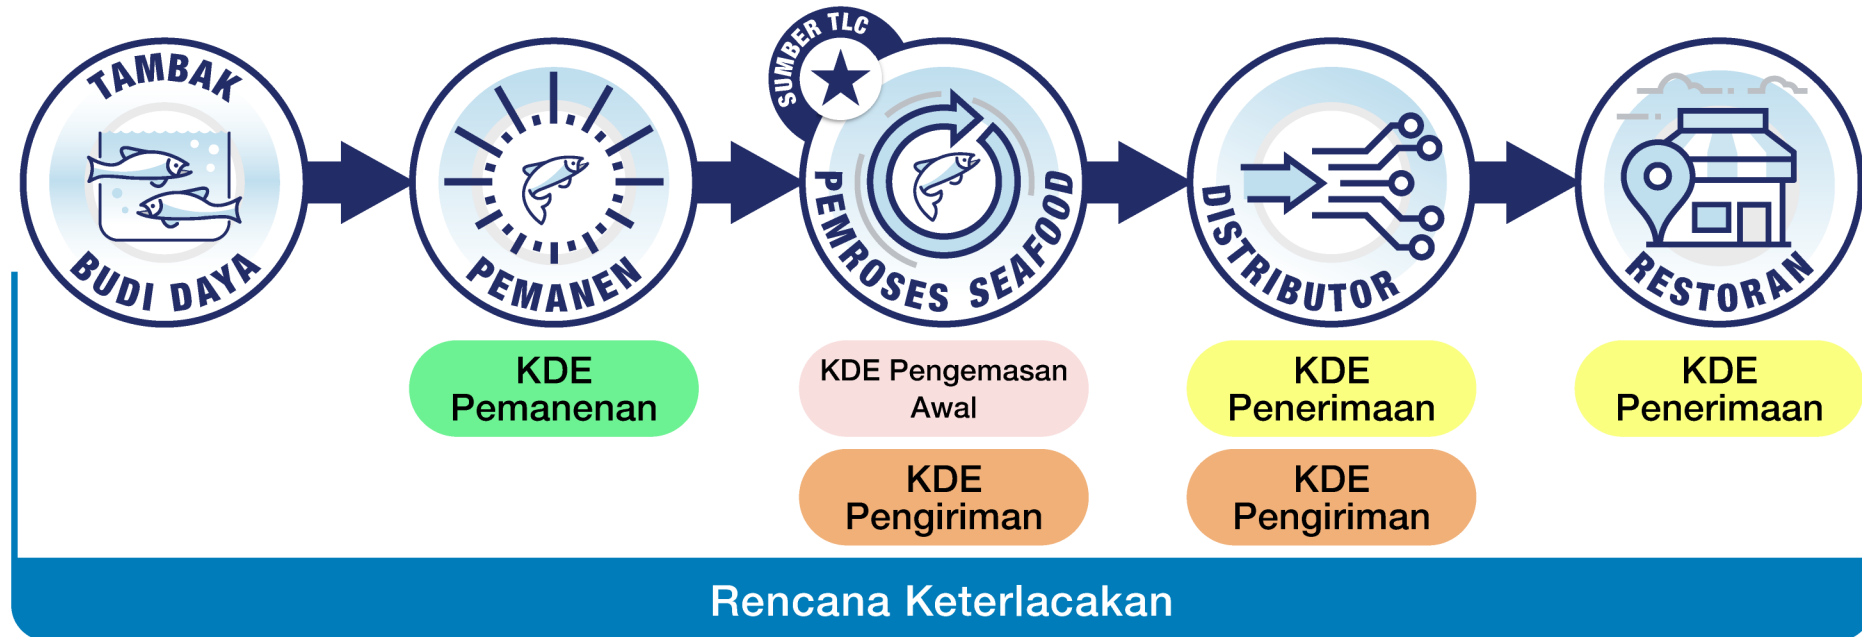 TAMBAK
BUDI DAYA
PEMANEN
SUMBER TLC
PEMROSES SEAFOOD
DISTRIBUTOR
RESTORAN
KDE
Pemanenan
KDE Pengemasan
Awal
KDE
Pengiriman
KDE
Penerimaan
KDE
Pengiriman
KDE
Penerimaan
Rencana Keterlacakan